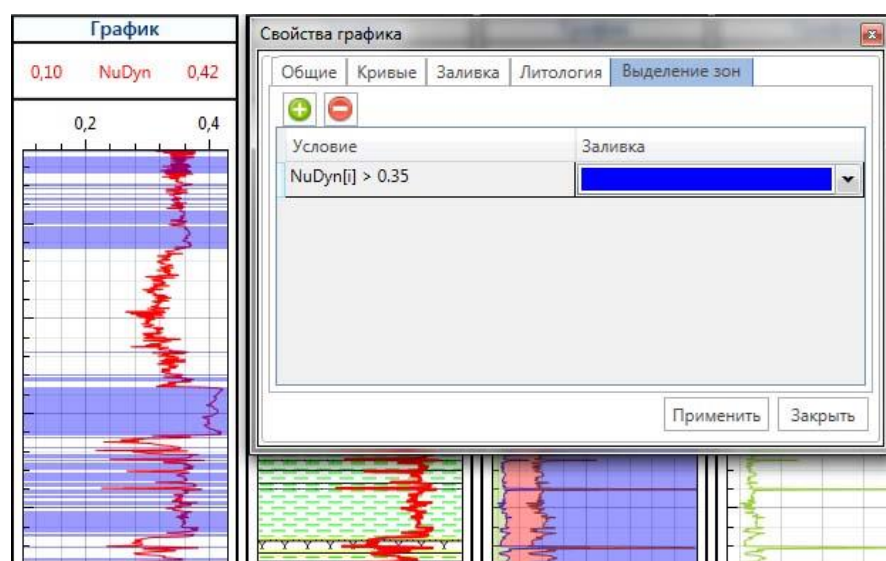 График
0,10 NuDyn 0,42
0,2 0,4
Свойства графика
Общие Кривые Заливка Литология Выделение зон
Условие Заливка
NuDyn[i] > 0.35
Применить Закрыть